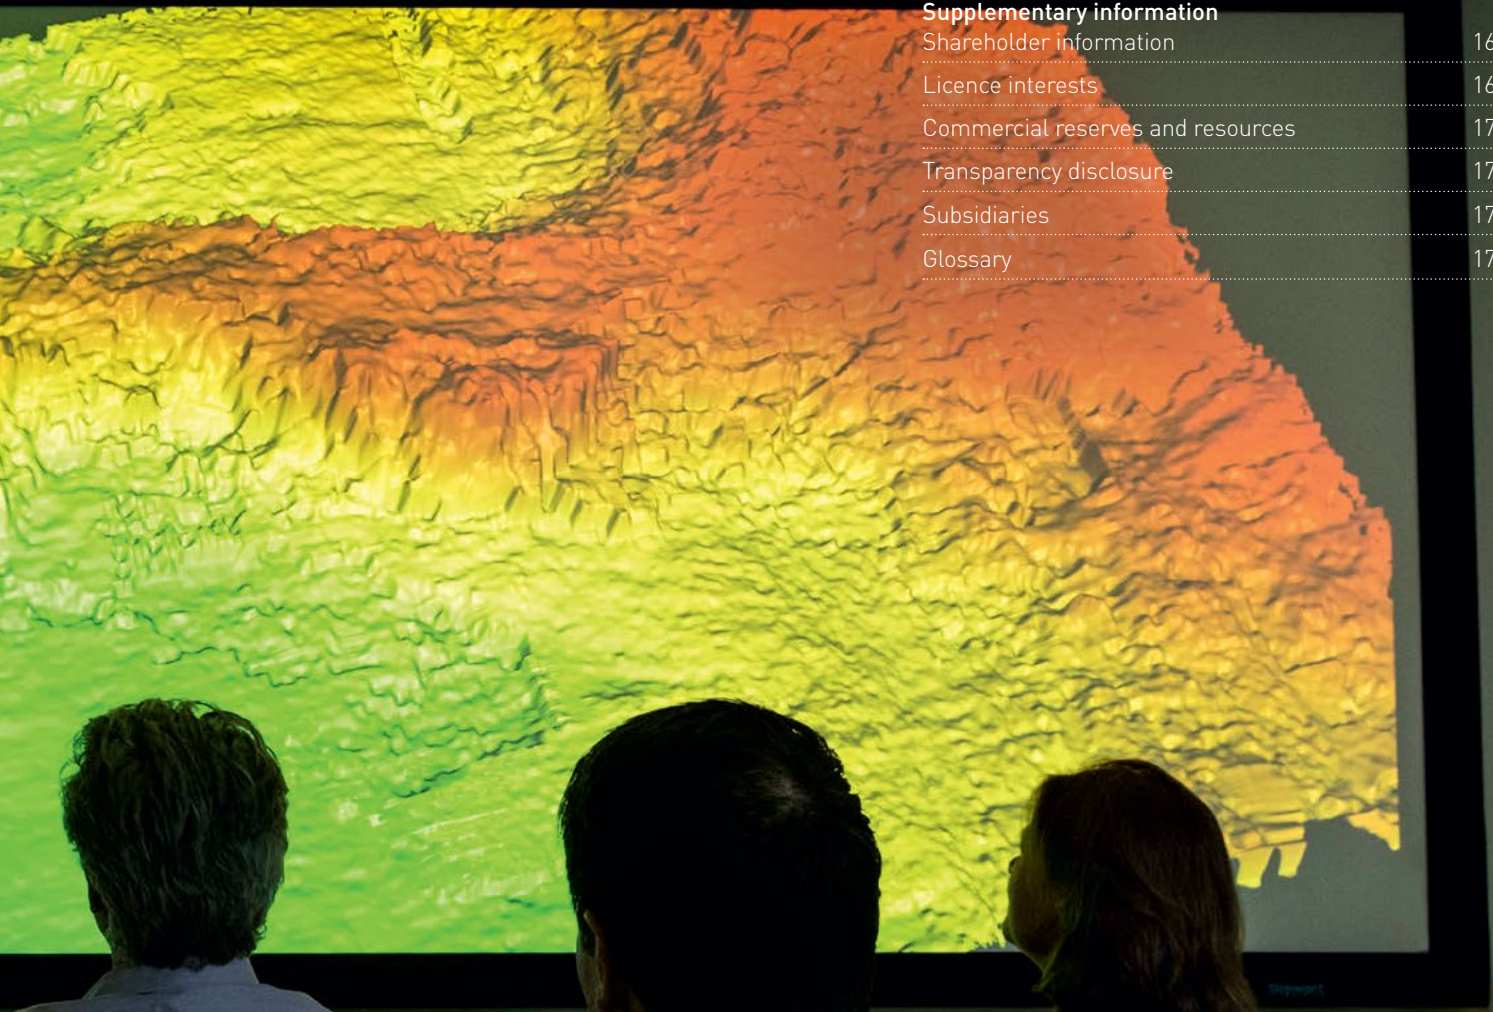 Supplementary information
Shareholder information 16
Licence interests 16
Commercial reserves and resources 17
Transparency disclosure 17
Subsidiaries 17
Glossary 17